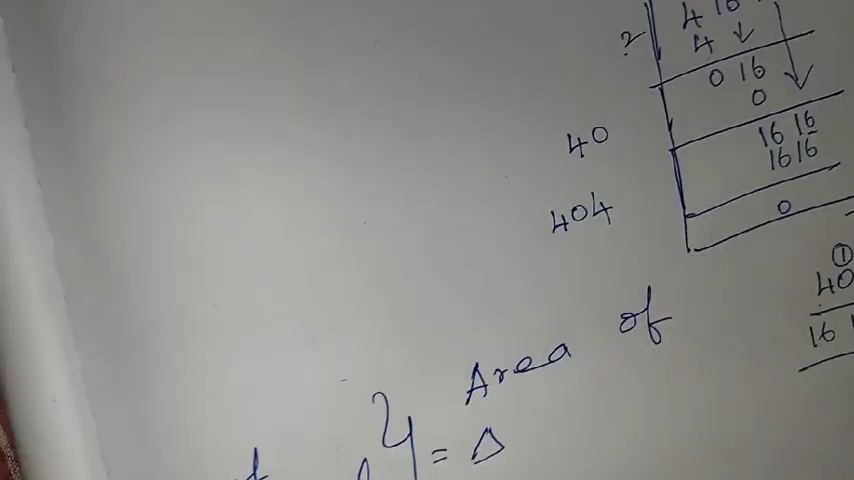 4 16
2 4 ↓
0 16
0
40 16 16
16 16
404 0
①
40
16
Area of
= Δ